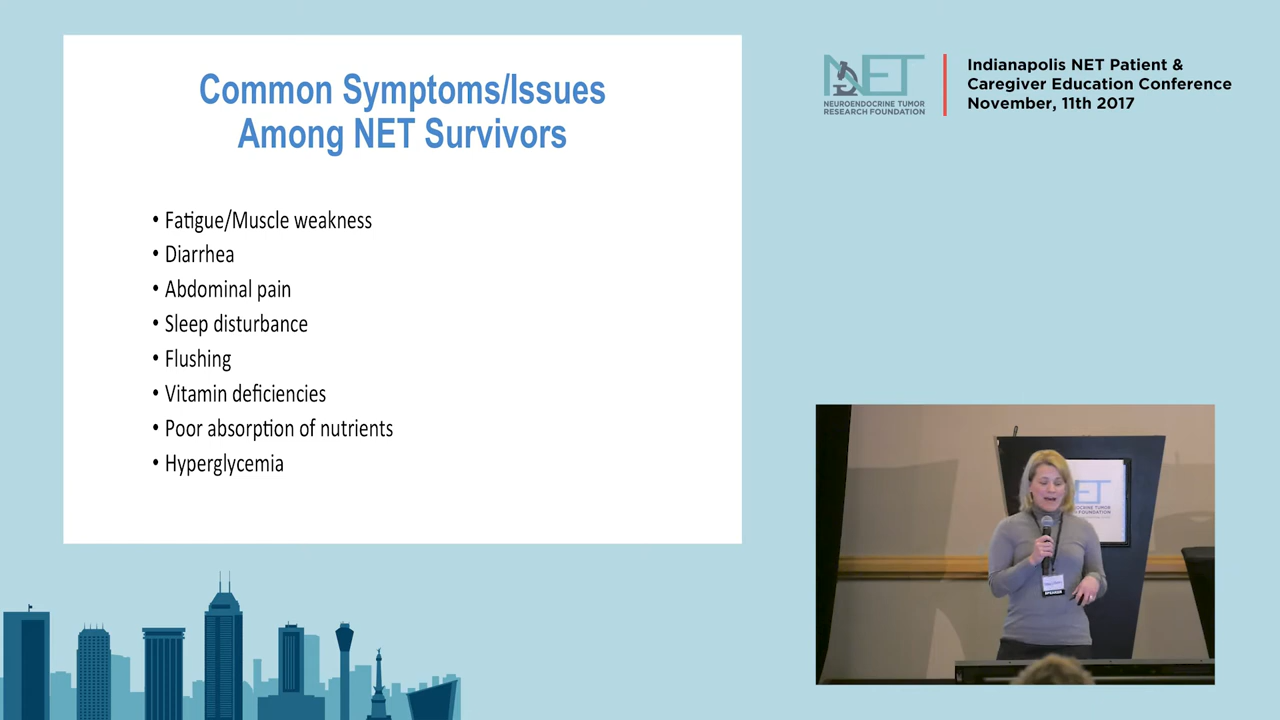 Common Symptoms/Issues
Among NET Survivors
• Fatigue/Muscle weakness
• Diarrhea
• Abdominal pain
• Sleep disturbance
• Flushing
• Vitamin deficiencies
• Poor absorption of nutrients
• Hyperglycemia
NET
NEUROENDOCRINE TUMOR
RESEARCH FOUNDATION
Indianapolis NET Patient &
Caregiver Education Conference
November, 11th 2017
SPEAKER